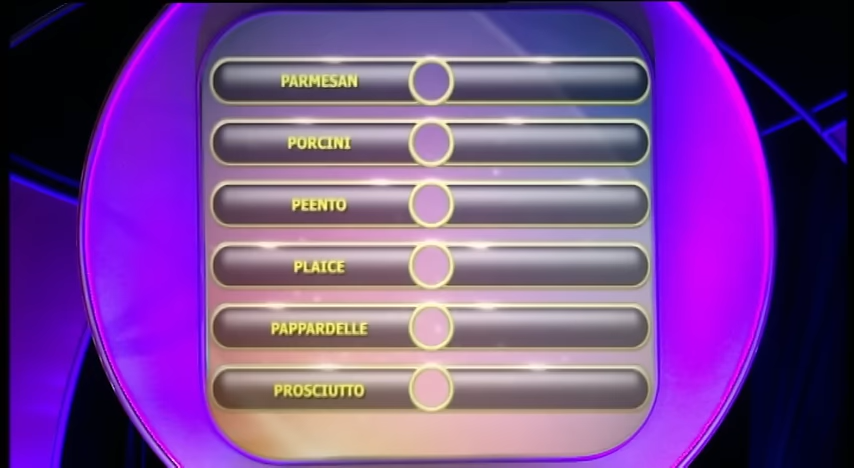 PARMESAN
PORCINI
PEENTO
PLAICE
PAPPARDELLE
PROSCIUTTO